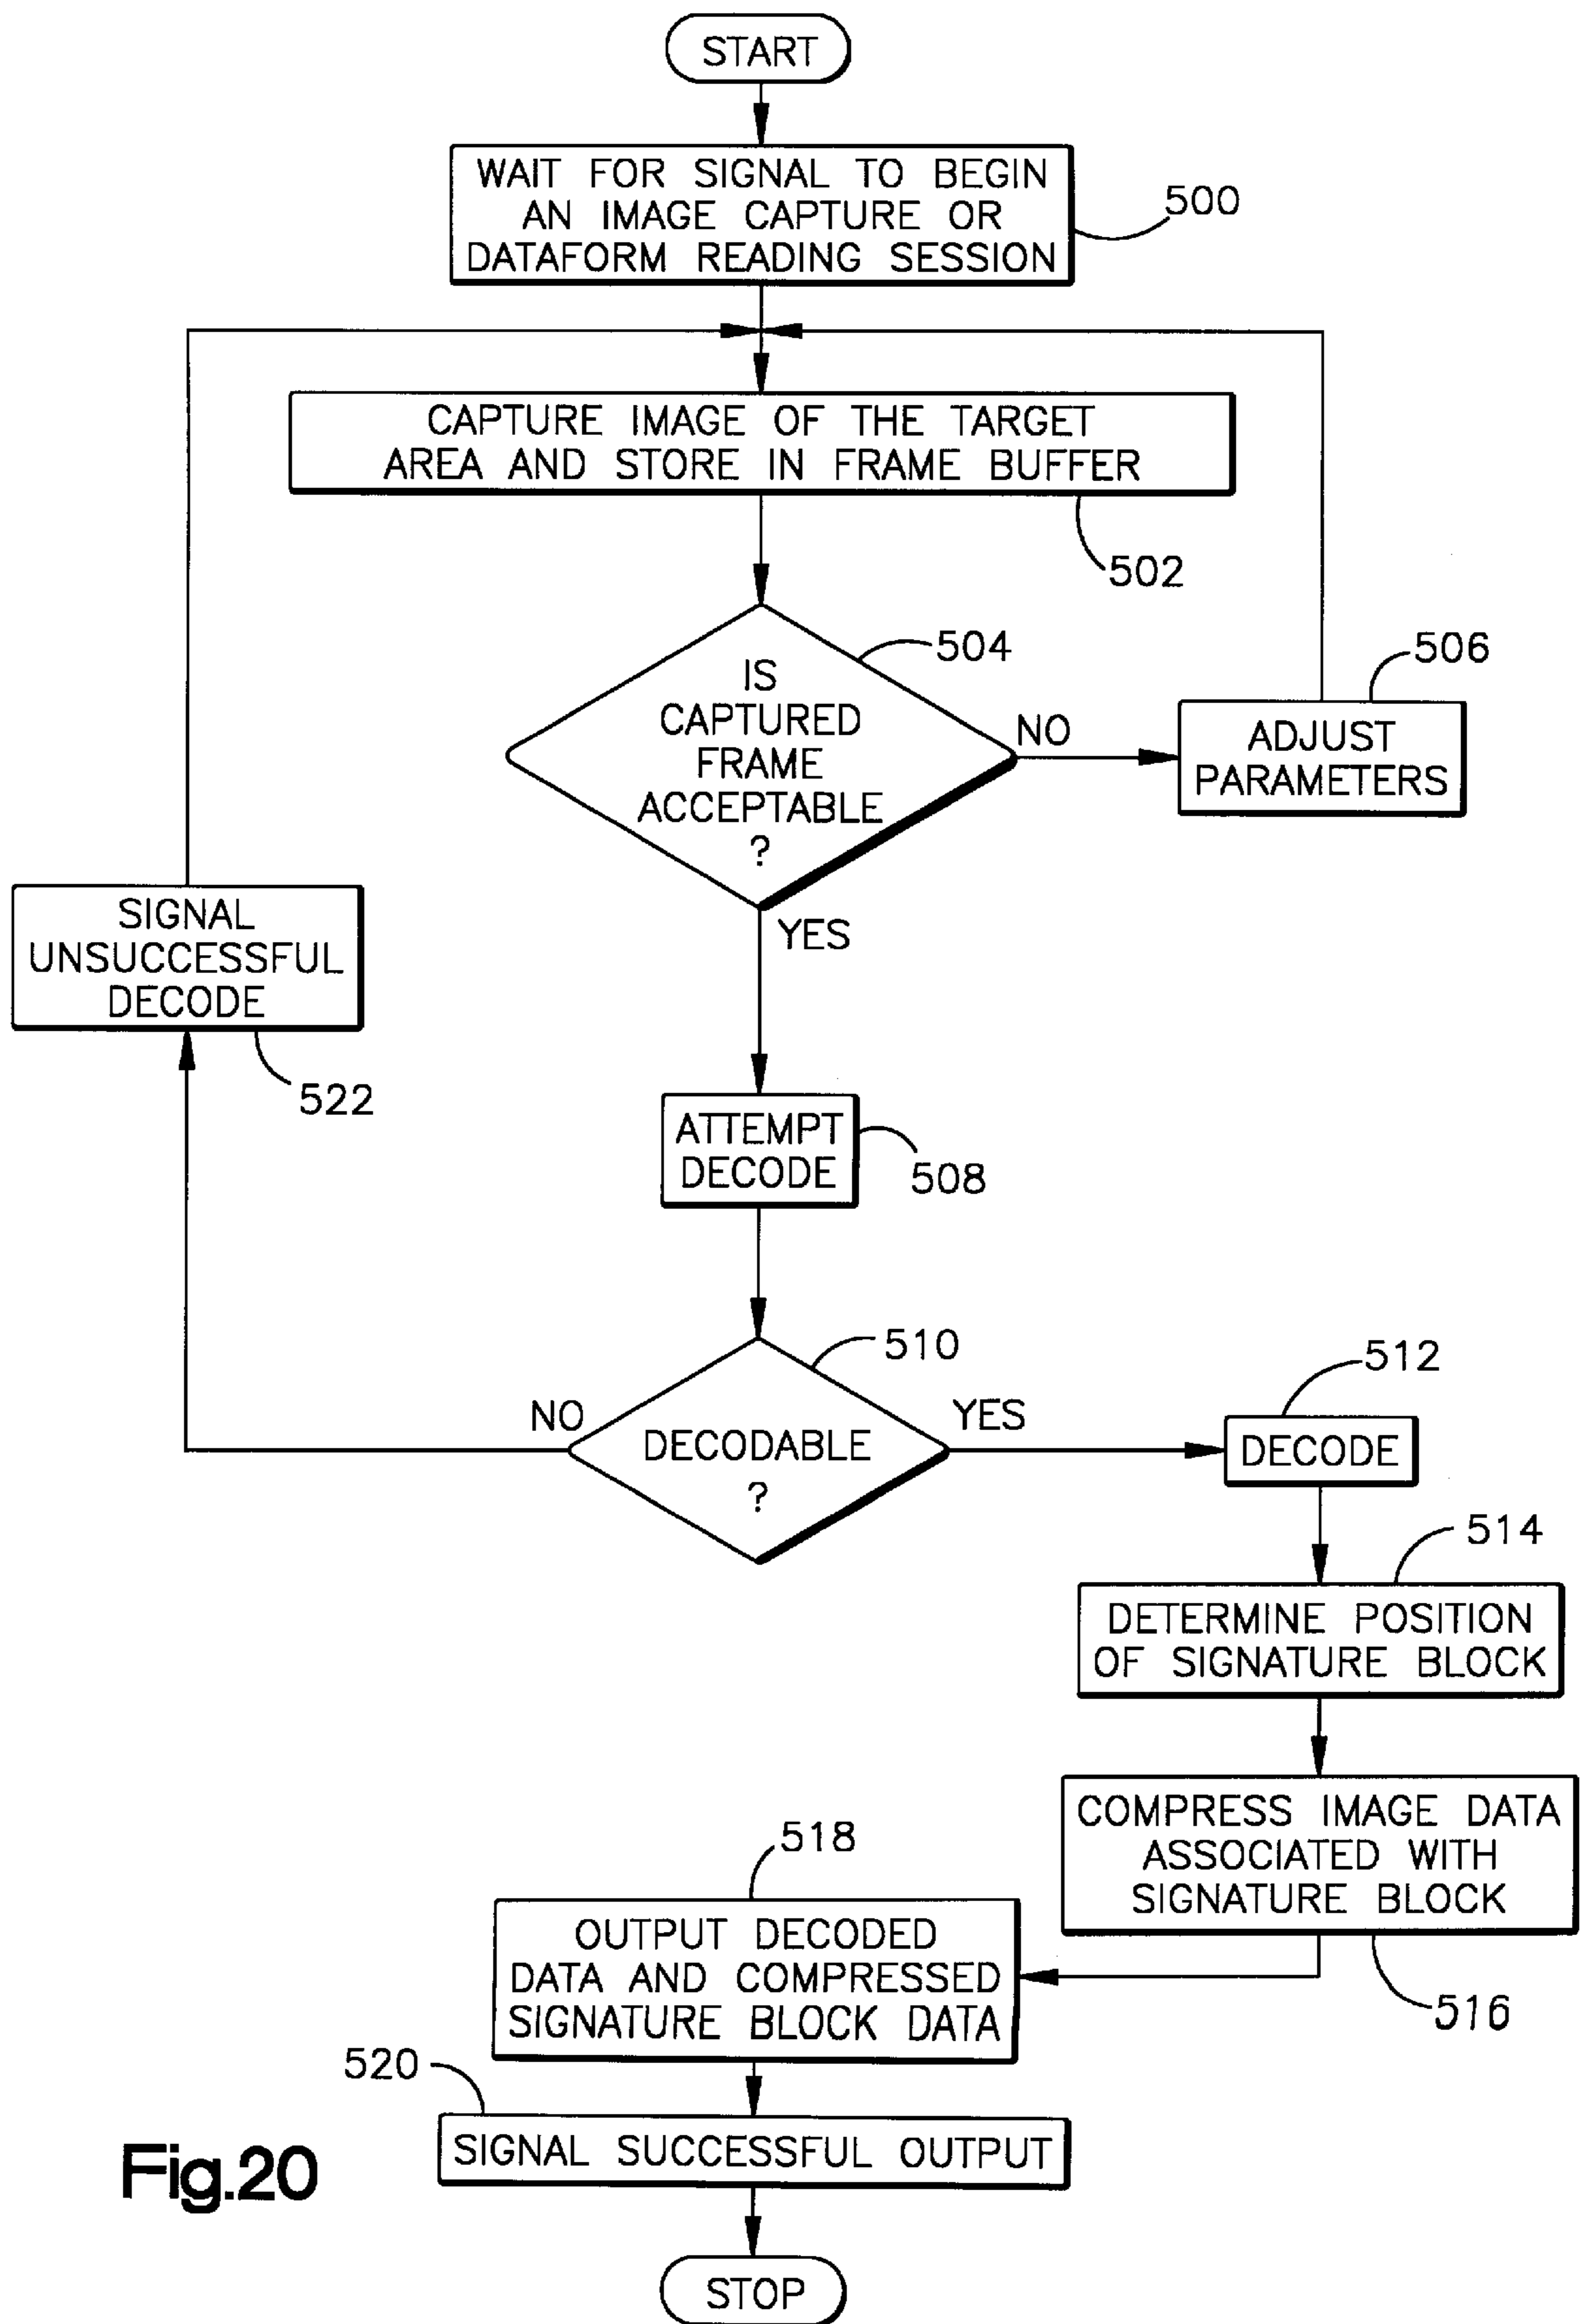 START
WAIT FOR SIGNAL TO BEGIN
AN IMAGE CAPTURE OR
DATAFORM READING SESSION
500
CAPTURE IMAGE OF THE TARGET
AREA AND STORE IN FRAME BUFFER
502
504
IS
CAPTURED
FRAME
ACCEPTABLE
?
NO
506
ADJUST
PARAMETERS
YES
SIGNAL
UNSUCCESSFUL
DECODE
522
ATTEMPT
DECODE
508
510
DECODABLE
?
NO
YES
512
DECODE
514
DETERMINE POSITION
OF SIGNATURE BLOCK
COMPRESS IMAGE DATA
ASSOCIATED WITH
SIGNATURE BLOCK
516
518
OUTPUT DECODED
DATA AND COMPRESSED
SIGNATURE BLOCK DATA
520
SIGNAL SUCCESSFUL OUTPUT
STOP
Fig.20